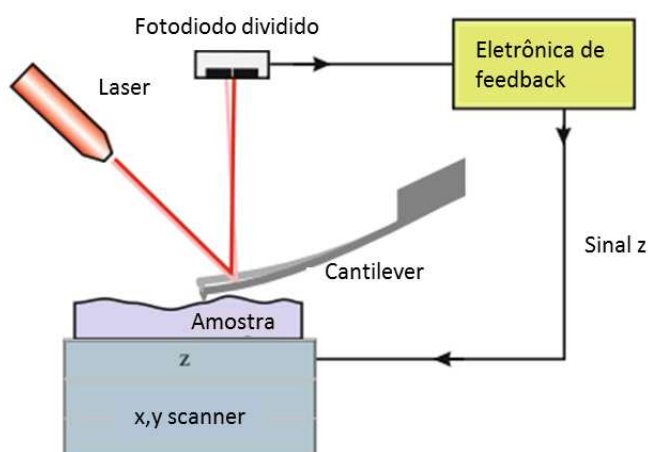 Fotodiodo dividido
Eletrônica de
feedback
Laser
Sinal z
Cantilever
Amostra
z
x,y scanner